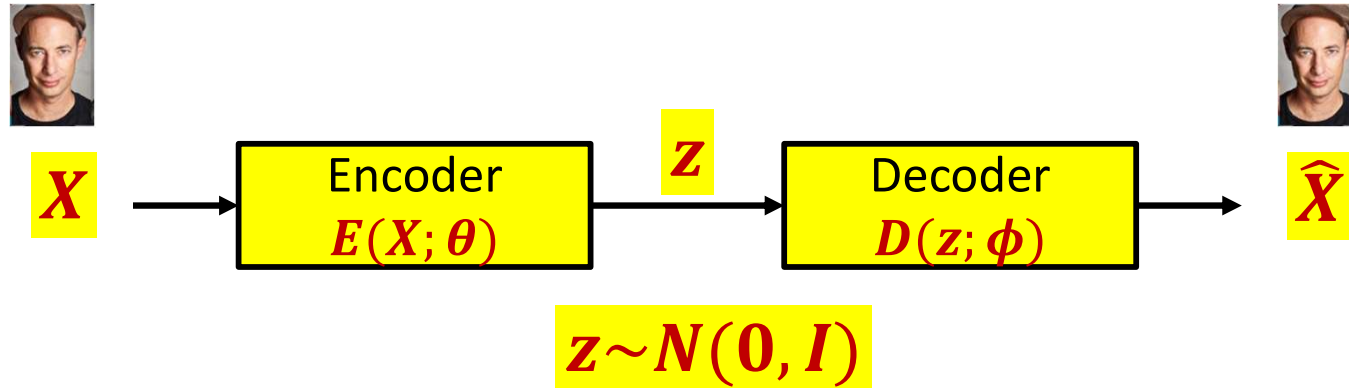 X
Encoder
E(X; θ)
z
Decoder
D(z; ϕ)
X̂
z~N(0, I)